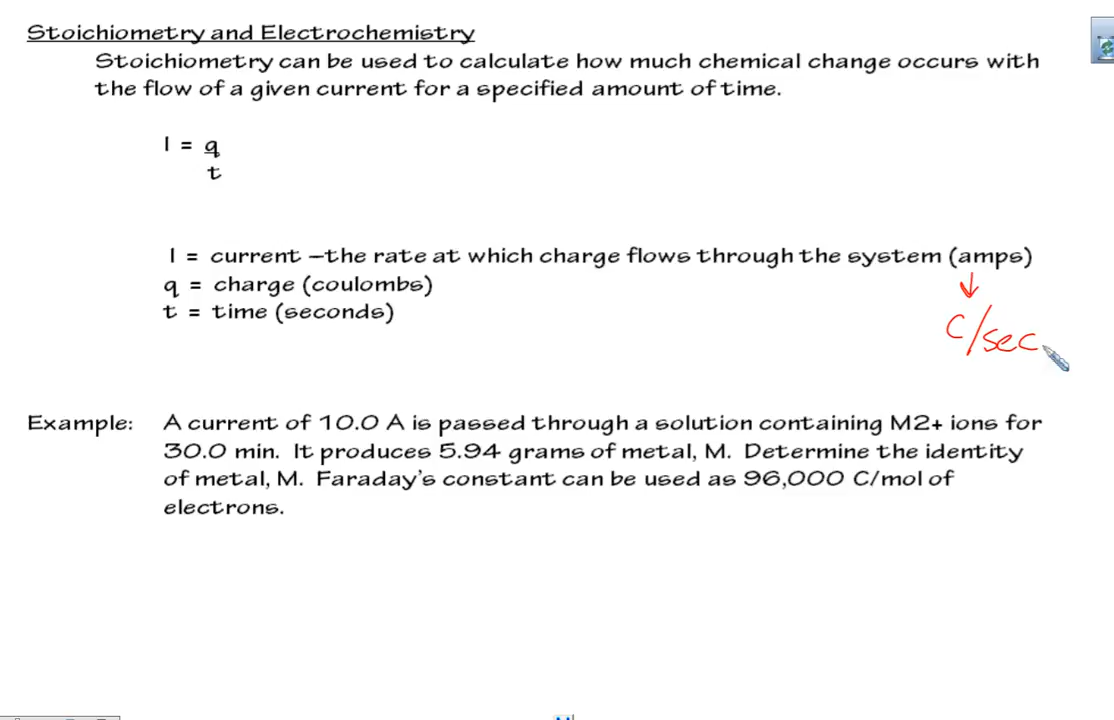 Stoichiometry and Electrochemistry
Stoichiometry can be used to calculate how much chemical change occurs with
the flow of a given current for a specified amount of time.
I = q
t
I = current –the rate at which charge flows through the system (amps)
q = charge (coulombs)
t = time (seconds)
C/sec
Example: A current of 10.0 A is passed through a solution containing M2+ ions for
30.0 min. It produces 5.94 grams of metal, M. Determine the identity
of metal, M. Faraday's constant can be used as 96,000 C/mol of
electrons.